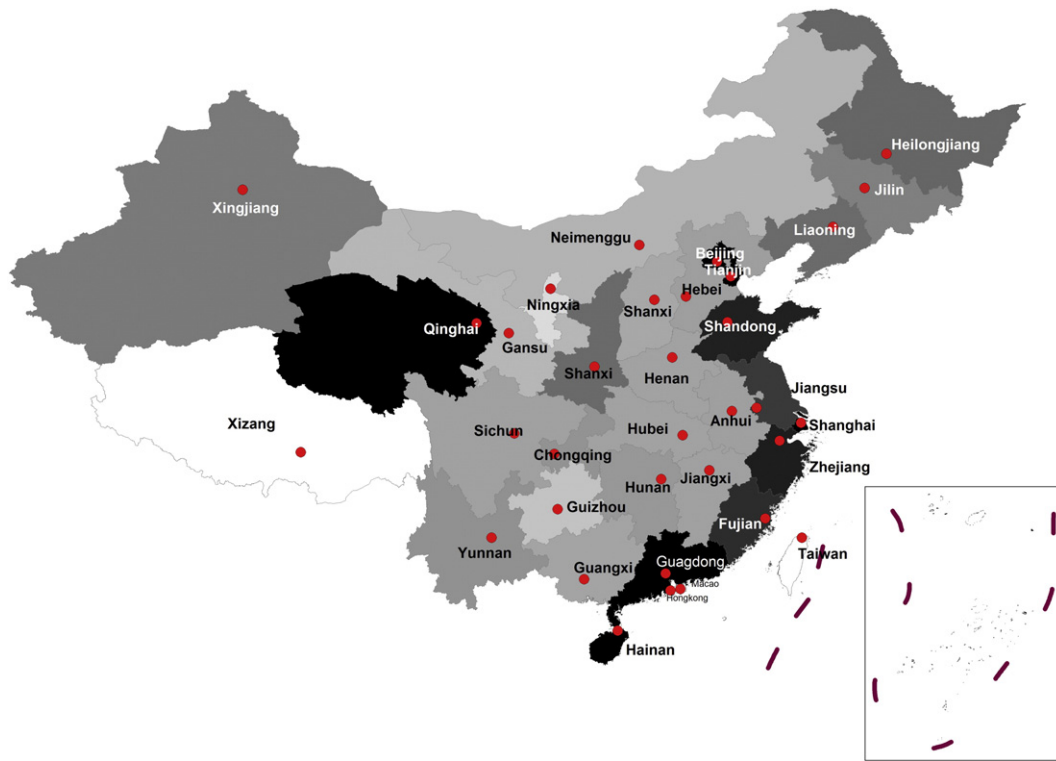 Heilongjiang
Jilin
Xingjiang
Liaoning
Neimenggu
Beijing
Tianjin
Hebei
Ningxia
Shanxi
Qinghai
Shandong
Gansu
Shanxi
Henan
Jiangsu
Anhui
Shanghai
Xizang
Sichun
Hubei
Chongqing
Zhejiang
Jiangxi
Hunan
Guizhou
Fujian
Yunnan
Taiwan
Guangxi
Guagdong
Macao
Hongkong
Hainan